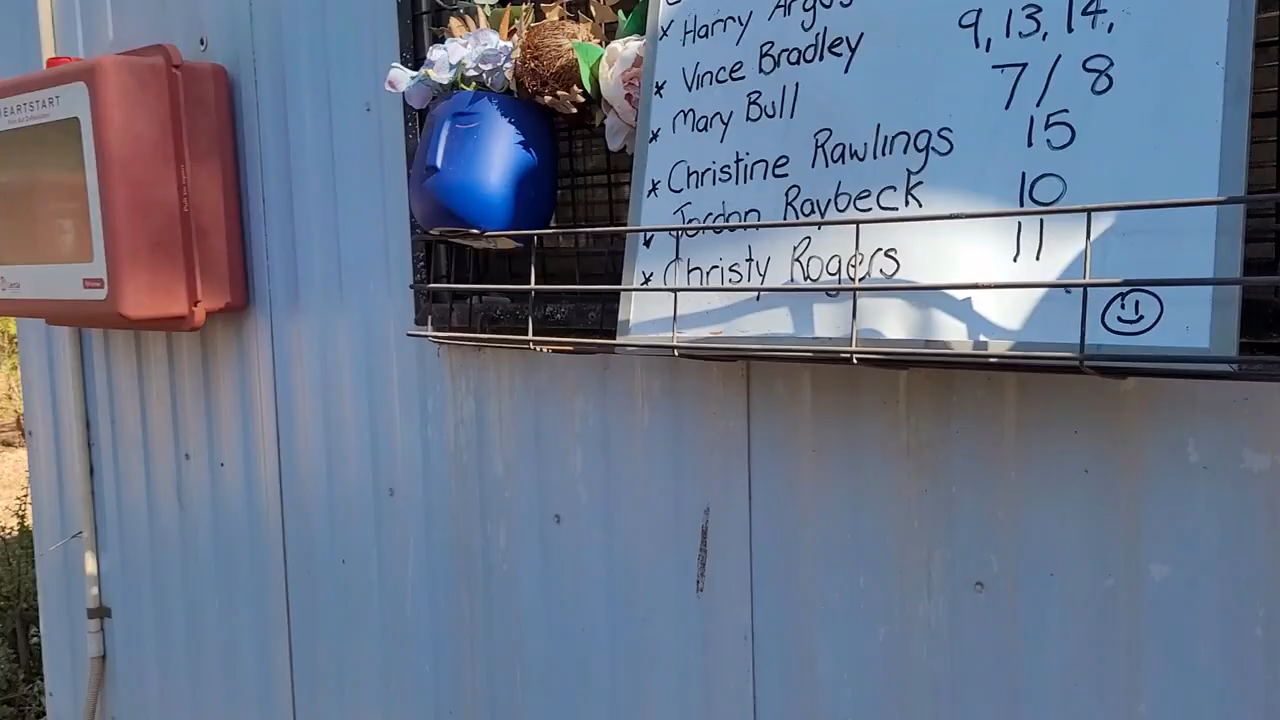 HEARTSTART
x Harry Argus 9, 13, 14,
x Vince Bradley 7/8
x Mary Bull 15
x Christine Rawlings 10
x Jordon Raybeck 11
x Christy Rogers